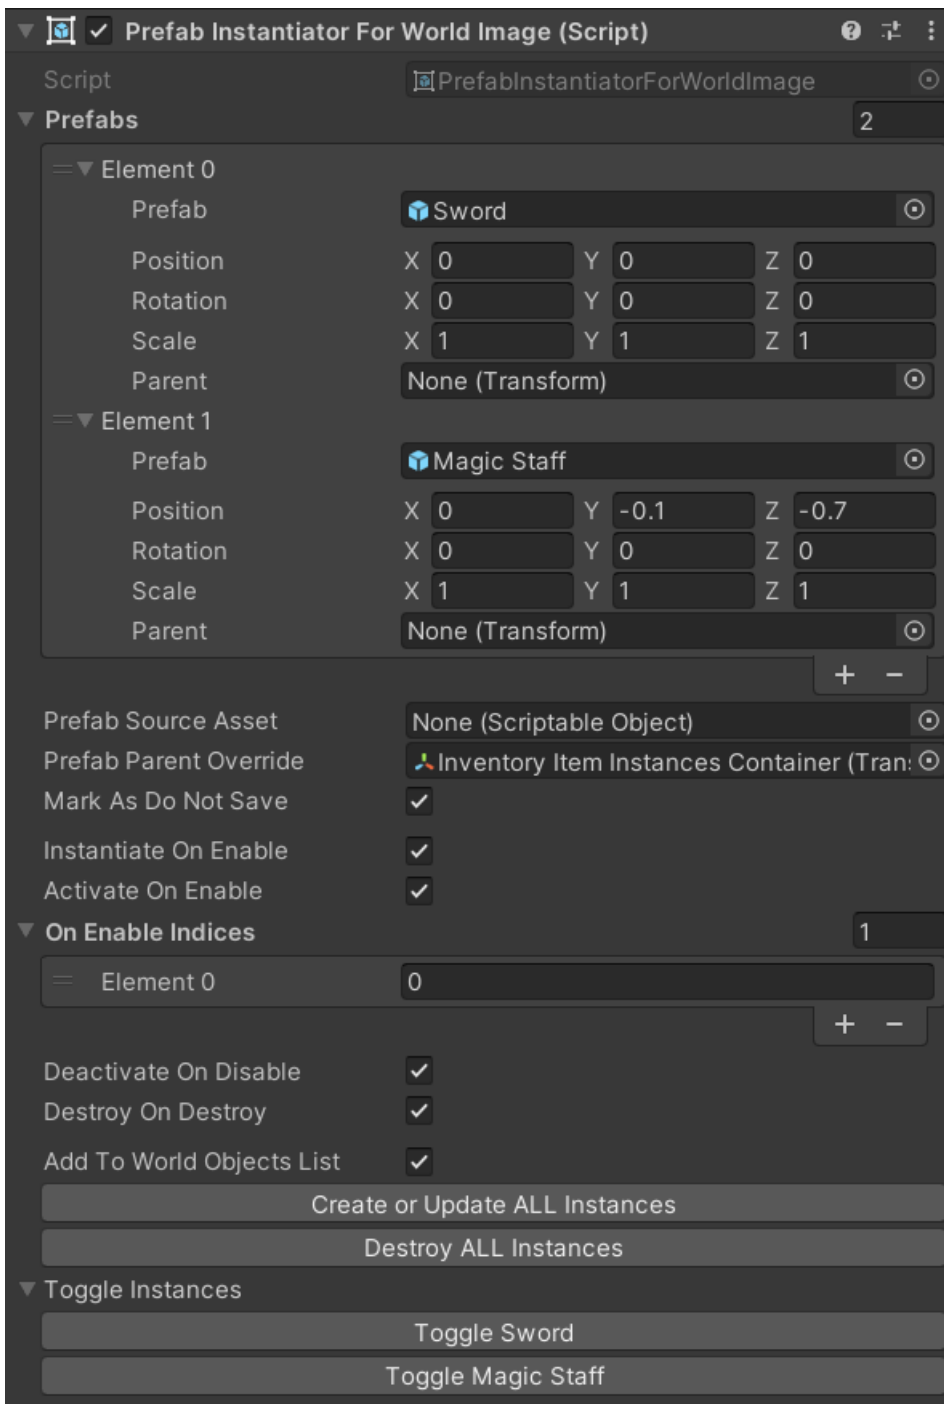 Prefab Instantiator For World Image (Script)
Script PrefabInstantiatorForWorldImage
Prefabs 2
Element 0
Prefab Sword
Position X 0 Y 0 Z 0
Rotation X 0 Y 0 Z 0
Scale X 1 Y 1 Z 1
Parent None (Transform)
Element 1
Prefab Magic Staff
Position X 0 Y -0.1 Z -0.7
Rotation X 0 Y 0 Z 0
Scale X 1 Y 1 Z 1
Parent None (Transform)
+ -
Prefab Source Asset None (Scriptable Object)
Prefab Parent Override Inventory Item Instances Container (Tran
Mark As Do Not Save
Instantiate On Enable
Activate On Enable
On Enable Indices 1
Element 0 0
+ -
Deactivate On Disable
Destroy On Destroy
Add To World Objects List
Create or Update ALL Instances
Destroy ALL Instances
Toggle Instances
Toggle Sword
Toggle Magic Staff